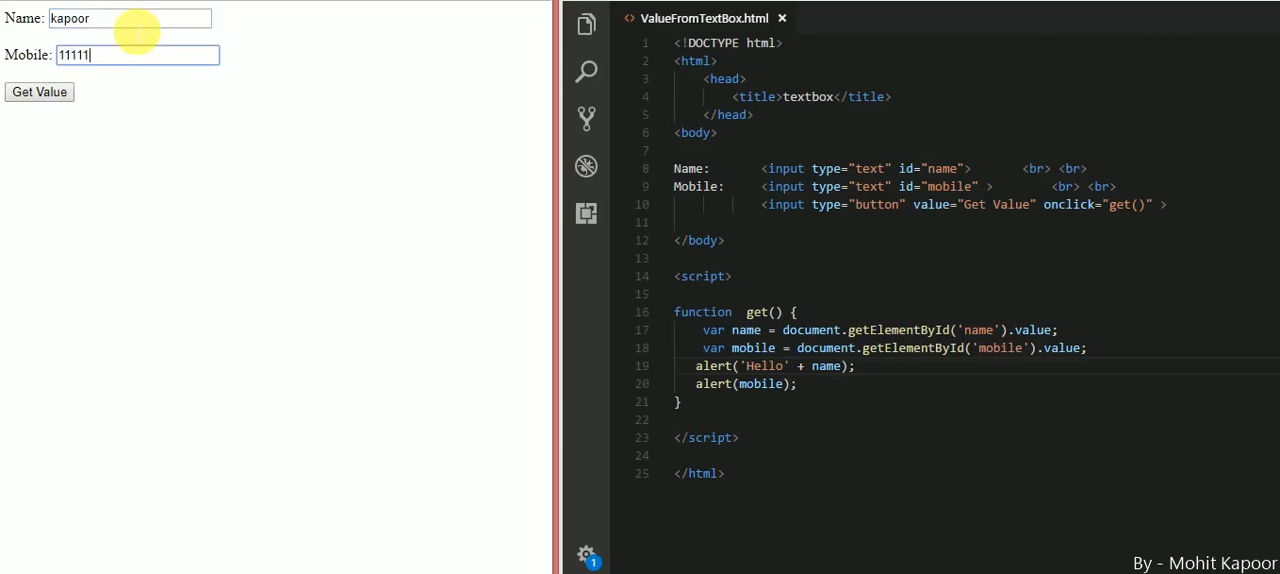 Name: kapoor
Mobile: 11111
Get Value
ValueFromTextBox.html
1 <!DOCTYPE html>
2 <html>
3 <head>
4 <title>textbox</title>
5 </head>
6 <body>
7
8 Name: <input type="text" id="name"> <br> <br>
9 Mobile: <input type="text" id="mobile" > <br> <br>
10 <input type="button" value="Get Value" onclick="get()" >
11
12 </body>
13
14 <script>
15
16 function get() {
17 var name = document.getElementById('name').value;
18 var mobile = document.getElementById('mobile').value;
19 alert('Hello' + name);
20 alert(mobile);
21 }
22
23 </script>
24
25 </html>
1
By - Mohit Kapoor